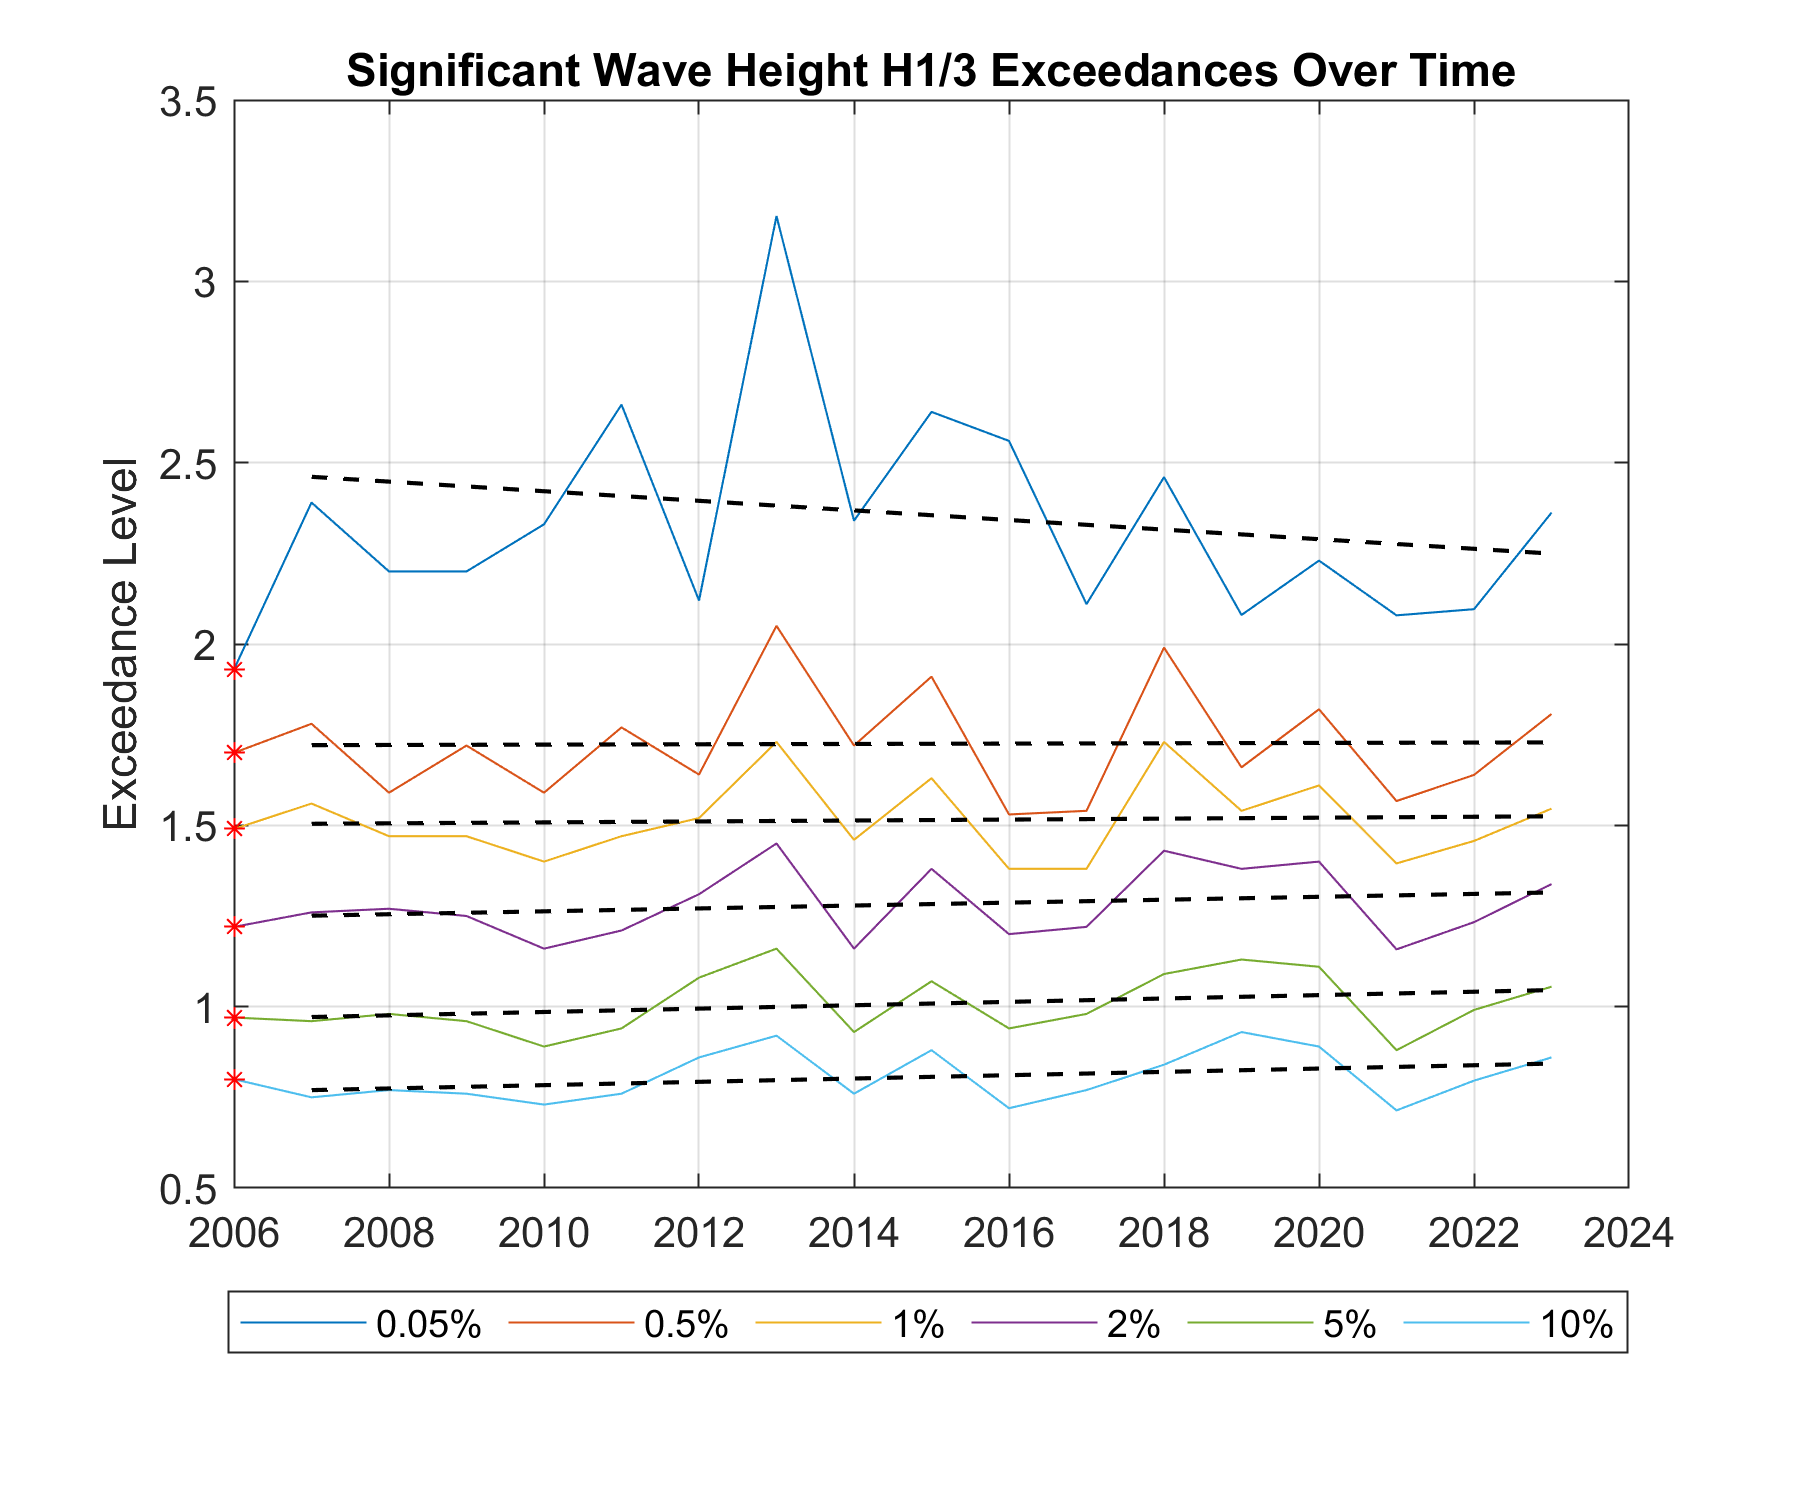 Significant Wave Height H1/3 Exceedances Over Time
Exceedance Level
3.5
3
2.5
2
1.5
1
0.5
2006 2008 2010 2012 2014 2016 2018 2020 2022 2024
0.05% 0.5% 1% 2% 5% 10%